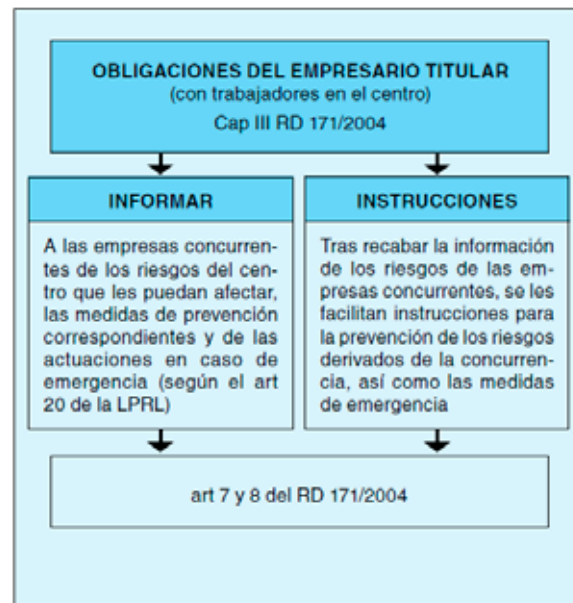 OBLIGACIONES DEL EMPRESARIO TITULAR
(con trabajadores en el centro)
Cap III RD 171/2004
INFORMAR
A las empresas concurren-
tes de los riesgos del cen-
tro que les puedan afectar,
las medidas de prevención
correspondientes y de las
actuaciones en caso de
emergencia (según el art
20 de la LPRL)
INSTRUCCIONES
Tras recabar la información
de los riesgos de las em-
presas concurrentes, se les
facilitan instrucciones para
la prevención de los riesgos
derivados de la concurren-
cia, así como las medidas
de emergencia
art 7 y 8 del RD 171/2004